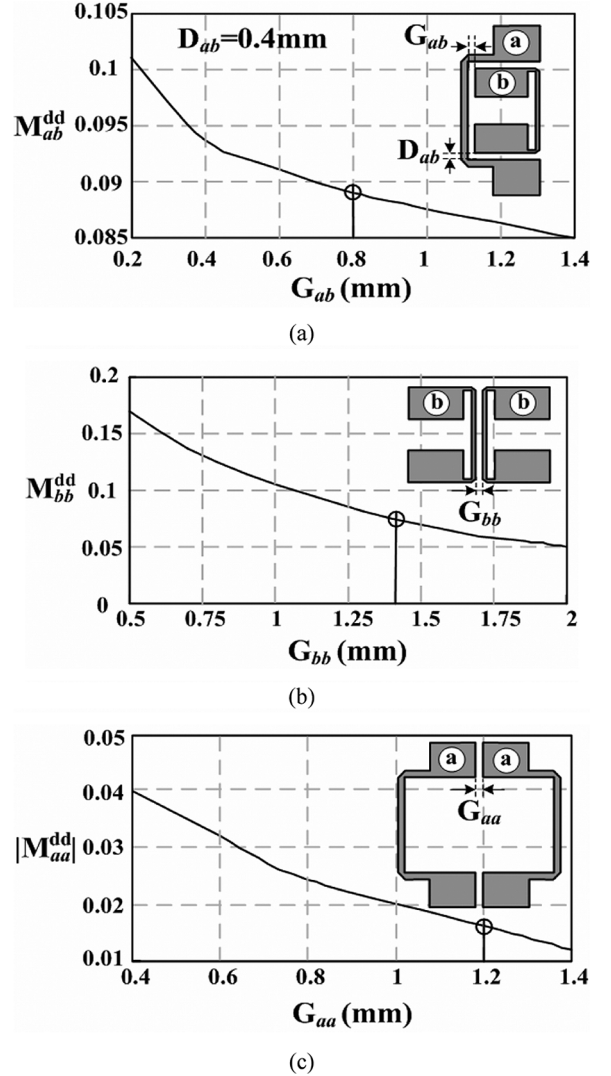 0.105
D_ab=0.4mm
G_ab
a
0.1
b
M^dd_ab
0.095
D_ab
0.09
0.085
0.2 0.4 0.6 0.8 1 1.2 1.4
G_ab (mm)
(a)
0.2
b b
0.15
M^dd_bb
0.1
G_bb
0.05
0
0.5 0.75 1 1.25 1.5 1.75 2
G_bb (mm)
(b)
0.05
a a
0.04
G_aa
|M^dd_aa|
0.03
0.02
0.01
0.4 0.6 0.8 1 1.2 1.4
G_aa (mm)
(c)